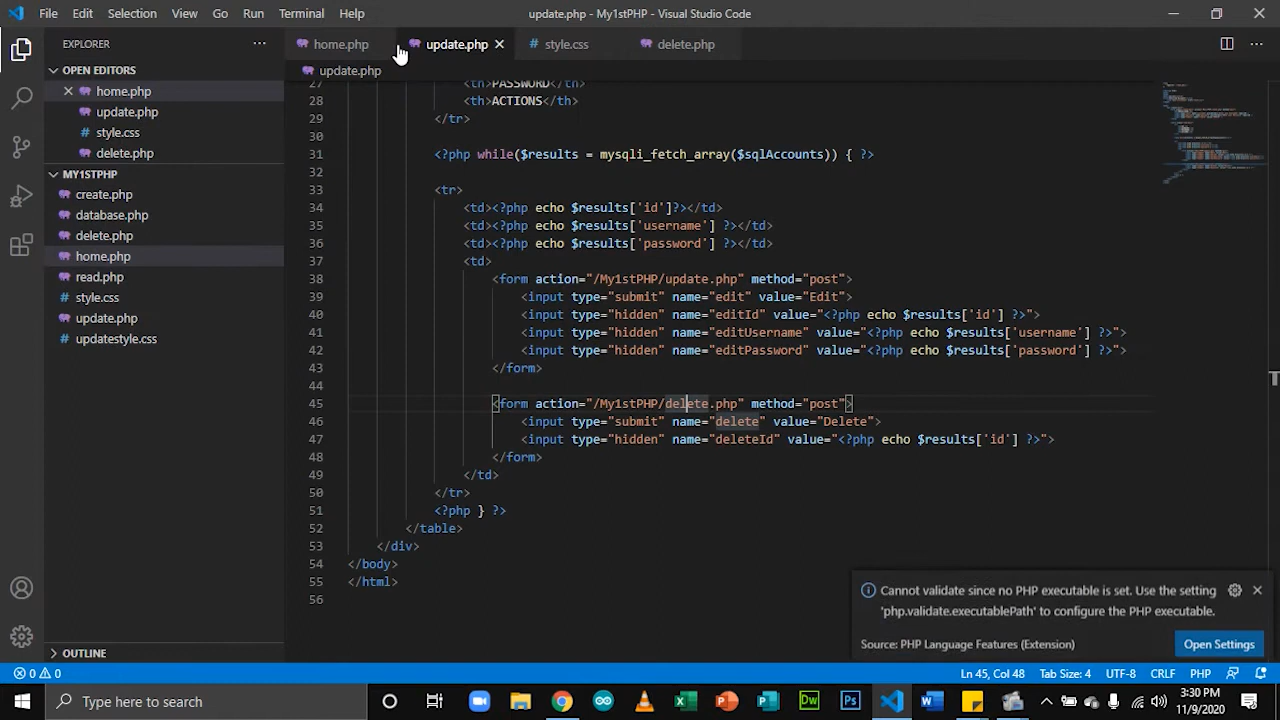 File Edit Selection View Go Run Terminal Help update.php - My1stPHP - Visual Studio Code
EXPLORER
home.php update.php style.css delete.php
OPEN EDITORS
update.php
home.php
update.php
style.css
delete.php
MY1STPHP
create.php
database.php
delete.php
home.php
read.php
style.css
update.php
updatestyle.css
OUTLINE
27 <th>PASSWORD</th>
28 <th>ACTIONS</th>
29 </tr>
30
31 <?php while($results = mysqli_fetch_array($sqlAccounts)) { ?>
32
33 <tr>
34 <td><?php echo $results['id']?></td>
35 <td><?php echo $results['username'] ?></td>
36 <td><?php echo $results['password'] ?></td>
37 <td>
38 <form action="/My1stPHP/update.php" method="post">
39 <input type="submit" name="edit" value="Edit">
40 <input type="hidden" name="editId" value="<?php echo $results['id'] ?>">
41 <input type="hidden" name="editUsername" value="<?php echo $results['username'] ?>">
42 <input type="hidden" name="editPassword" value="<?php echo $results['password'] ?>">
43 </form>
44
45 <form action="/My1stPHP/delete.php" method="post">
46 <input type="submit" name="delete" value="Delete">
47 <input type="hidden" name="deleteId" value="<?php echo $results['id'] ?>">
48 </form>
49 </td>
50 </tr>
51 <?php } ?>
52 </table>
53 </div>
54 </body>
55 </html>
56
Cannot validate since no PHP executable is set. Use the setting
'php.validate.executablePath' to configure the PHP executable.
Source: PHP Language Features (Extension) Open Settings
0 0 Ln 45, Col 48 Tab Size: 4 UTF-8 CRLF PHP
Type here to search
Dw Ps
3:30 PM
11/9/2020